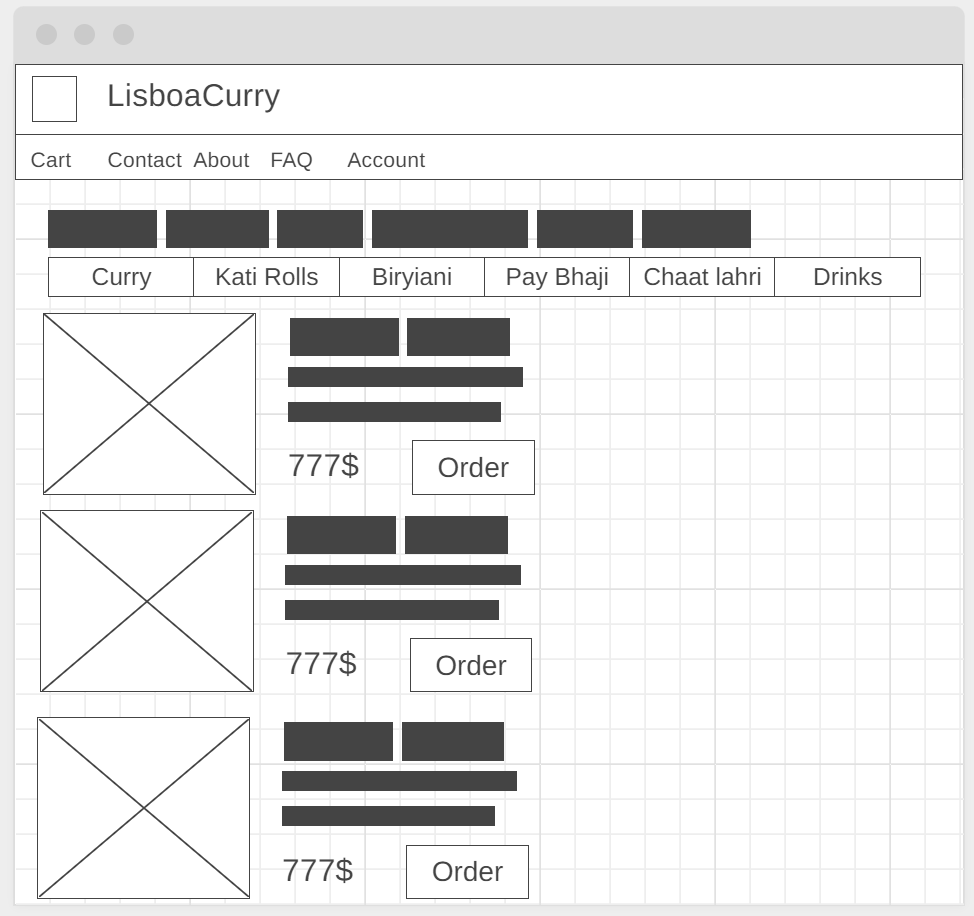 LisboaCurry
Cart Contact About FAQ Account
Curry Kati Rolls Biryiani Pay Bhaji Chaat lahri Drinks
777$ Order
777$ Order
777$ Order